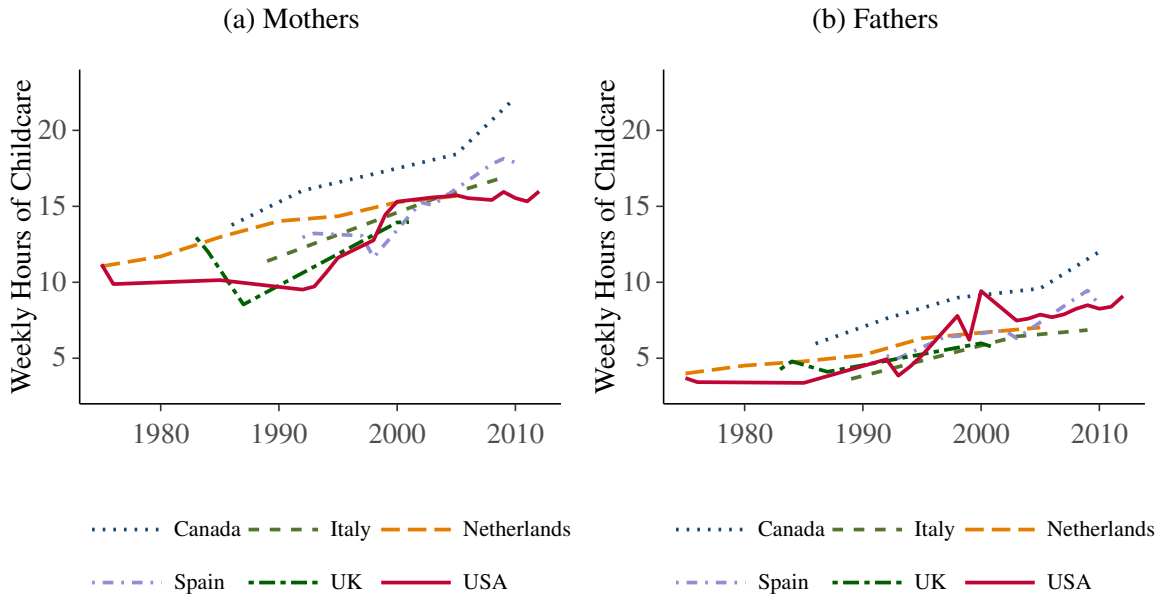 (a) Mothers
Weekly Hours of Childcare
20
15
10
5
1980 1990 2000 2010
Canada Italy Netherlands
Spain UK USA
(b) Fathers
Weekly Hours of Childcare
20
15
10
5
1980 1990 2000 2010
Canada Italy Netherlands
Spain UK USA